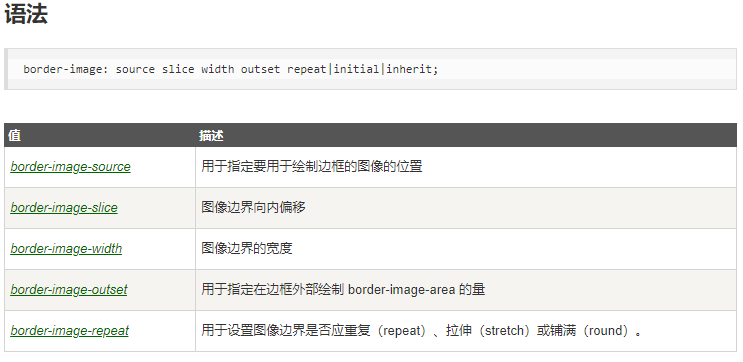 语法
border-image: source slice width outset repeat|initial|inherit;
值 描述
border-image-source 用于指定要用于绘制边框的图像的位置
border-image-slice 图像边界向内偏移
border-image-width 图像边界的宽度
border-image-outset 用于指定在边框外部绘制 border-image-area 的量
border-image-repeat 用于设置图像边界是否应重复（repeat）、拉伸（stretch）或铺满（round）。